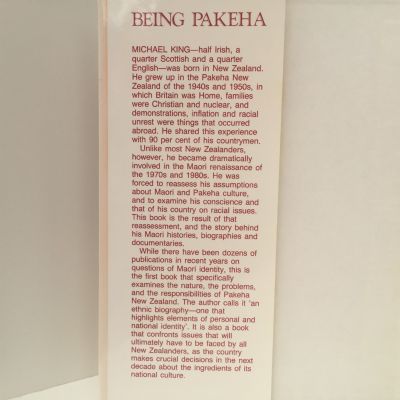 BEING PAKEHA
MICHAEL KING—half Irish, a
quarter Scottish and a quarter
English—was born in New Zealand.
He grew up in the Pakeha New
Zealand of the 1940s and 1950s, in
which Britain was Home, families
were Christian and nuclear, and
demonstrations, inflation and racial
unrest were things that occurred
abroad. He shared this experience
with 90 per cent of his countrymen.
Unlike most New Zealanders,
however, he became dramatically
involved in the Maori renaissance of
the 1970s and 1980s. He was
forced to reassess his assumptions
about Maori and Pakeha culture,
and to examine his conscience and
that of his country on racial issues.
This book is the result of that
reassessment, and the story behind
his Maori histories, biographies and
documentaries.
While there have been dozens of
publications in recent years on
questions of Maori identity, this is
the first book that specifically
examines the nature, the problems,
and the responsibilities of Pakeha
New Zealand. The author calls it 'an
ethnic biography—one that
highlights elements of personal and
national identity'. It is also a book
that confronts issues that will
ultimately have to be faced by all
New Zealanders, as the country
makes crucial decisions in the next
decade about the ingredients of its
national culture.